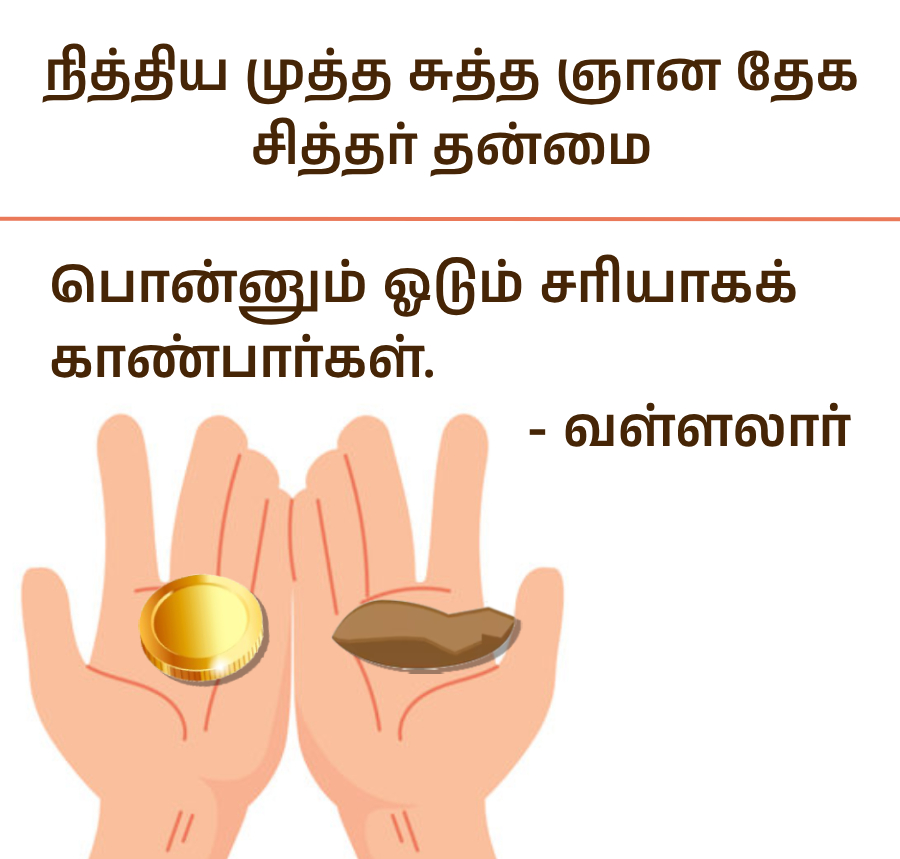 நித்திய முத்த சுத்த ஞான தேக
சித்தர் தன்மை
பொன்னும் ஓடும் சரியாகக்
காண்பார்கள்.
- வள்ளலார்